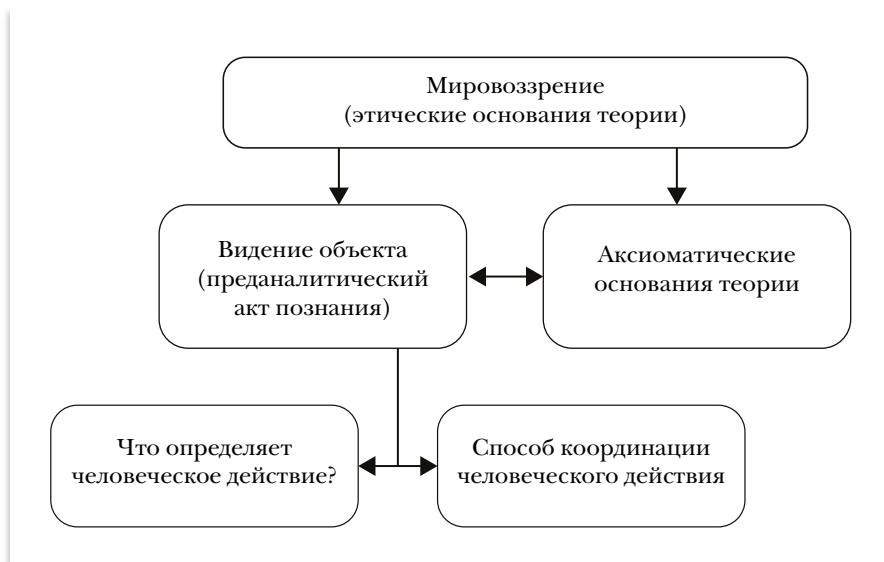 Мировоззрение
(этические основания теории)
Видение объекта
(преданалитический
акт познания)
Аксиоматические
основания теории
Что определяет
человеческое действие?
Способ координации
человеческого действия